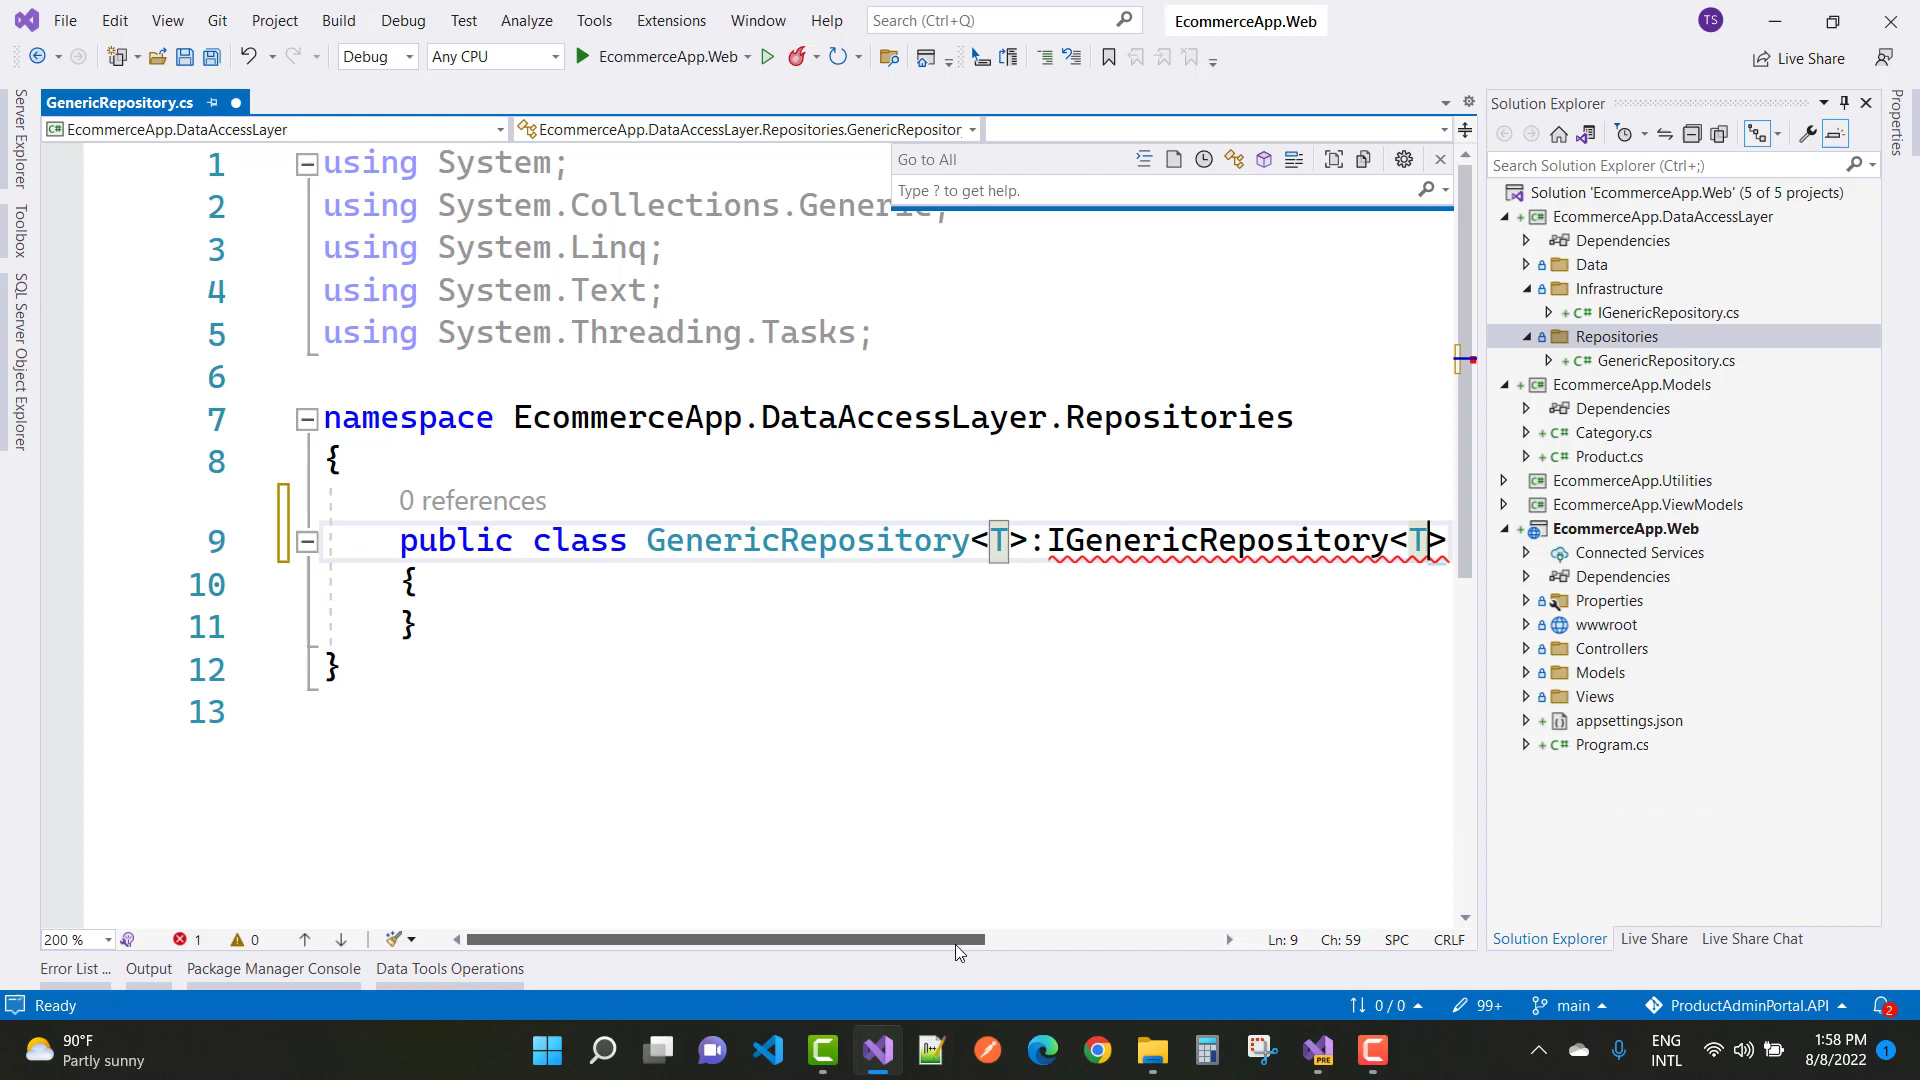 File Edit View Git Project Build Debug Test Analyze Tools Extensions Window Help Search (Ctrl+Q) EcommerceApp.Web TS
Debug Any CPU EcommerceApp.Web Live Share
GenericRepository.cs
EcommerceApp.DataAccessLayer EcommerceApp.DataAccessLayer.Repositories.GenericRepositor
Go to All
Type ? to get help.
1 using System;
2 using System.Collections.Generic;
3 using System.Linq;
4 using System.Text;
5 using System.Threading.Tasks;
6
7 namespace EcommerceApp.DataAccessLayer.Repositories
8 {
0 references
9 public class GenericRepository<T>:IGenericRepository<T>
10 {
11 }
12 }
13
200 % 1 0 Ln: 9 Ch: 59 SPC CRLF
Server Explorer
Toolbox
SQL Server Object Explorer
Solution Explorer
Search Solution Explorer (Ctrl+;)
Solution 'EcommerceApp.Web' (5 of 5 projects)
EcommerceApp.DataAccessLayer
Dependencies
Data
Infrastructure
C# IGenericRepository.cs
Repositories
C# GenericRepository.cs
EcommerceApp.Models
Dependencies
C# Category.cs
C# Product.cs
EcommerceApp.Utilities
EcommerceApp.ViewModels
EcommerceApp.Web
Connected Services
Dependencies
Properties
wwwroot
Controllers
Models
Views
appsettings.json
C# Program.cs
Solution Explorer Live Share Live Share Chat
Properties
Error List ... Output Package Manager Console Data Tools Operations
Ready 0 / 0 99+ main ProductAdminPortal.API 2
90°F
Partly sunny
PRE
ENG
INTL
1:58 PM
8/8/2022
1